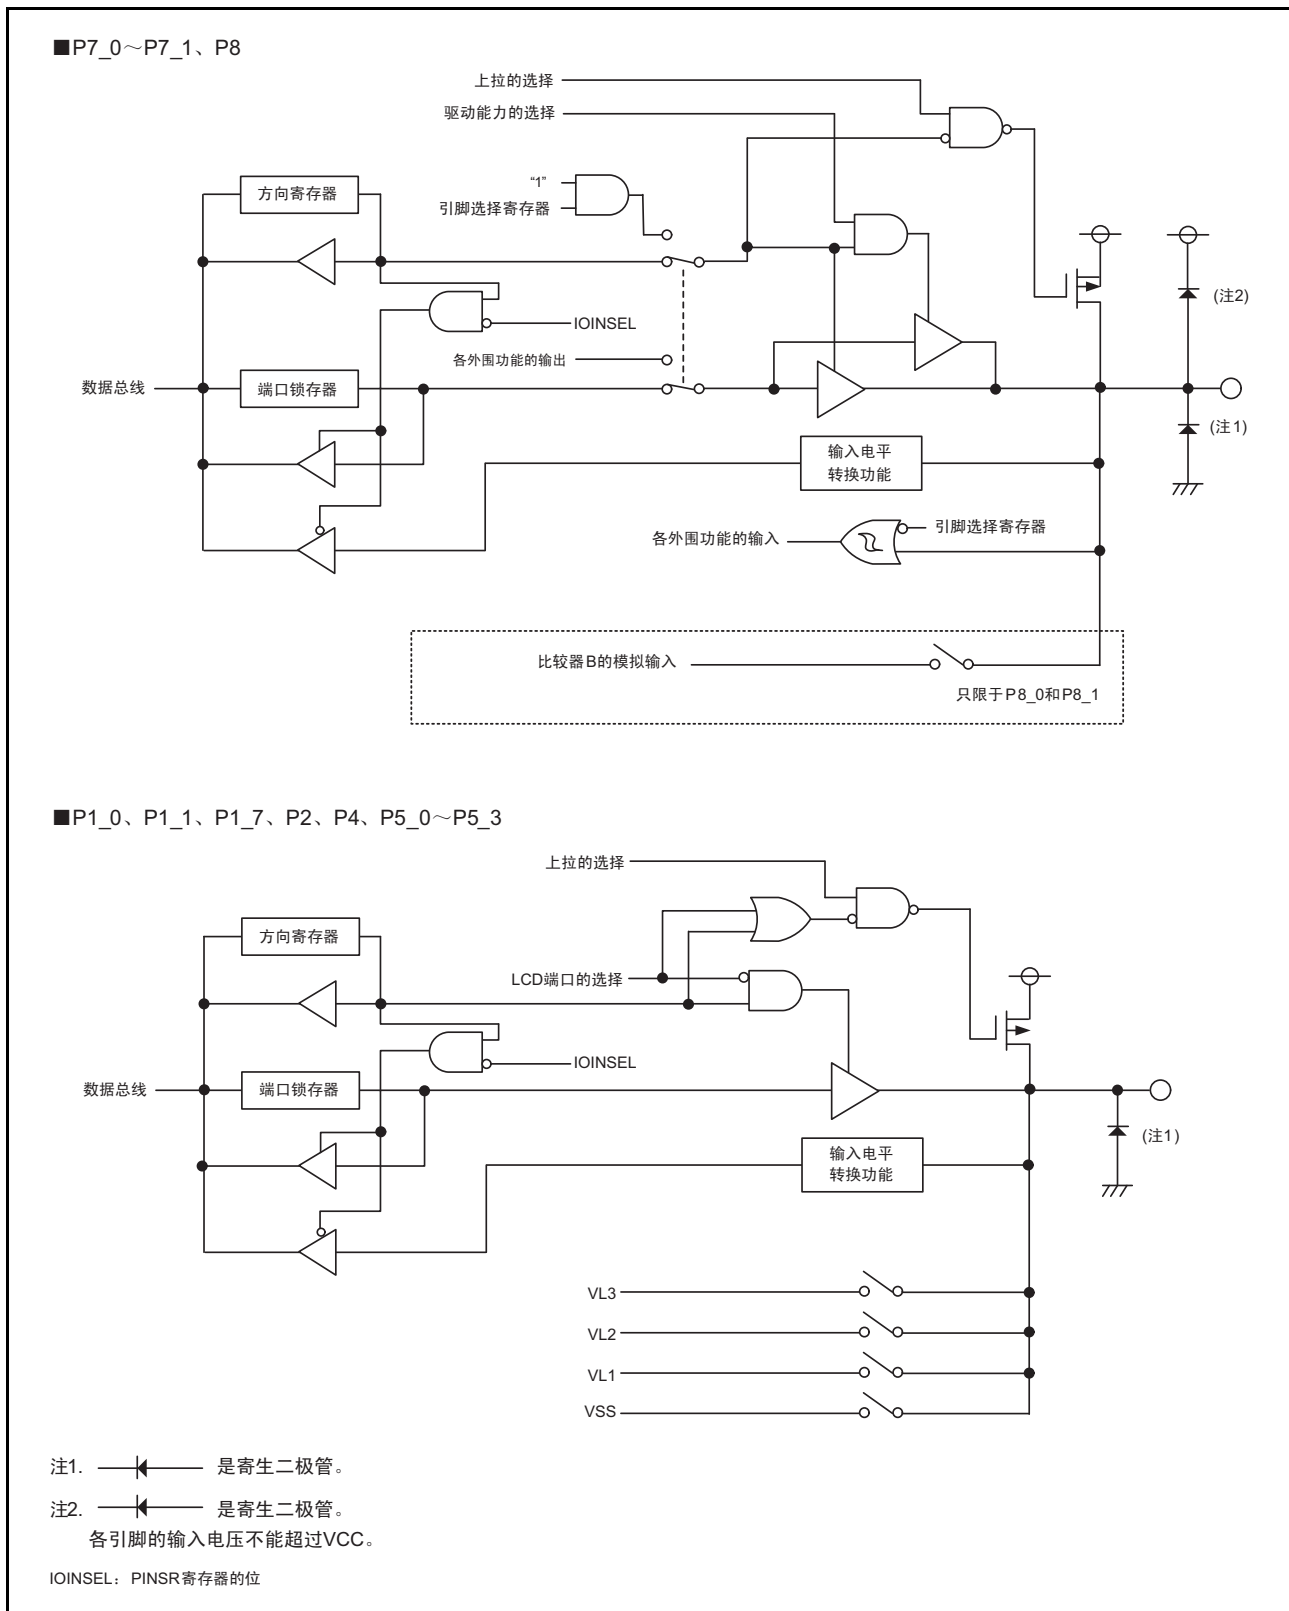 ■P7_0～P7_1、P8
上拉的选择
驱动能力的选择
“1”
引脚选择寄存器
方向寄存器
IOINSEL
(注2)
各外围功能的输出
数据总线
端口锁存器
(注1)
输入电平
转换功能
引脚选择寄存器
各外围功能的输入
比较器B的模拟输入
只限于P8_0和P8_1
■P1_0、P1_1、P1_7、P2、P4、P5_0～P5_3
上拉的选择
方向寄存器
LCD端口的选择
IOINSEL
数据总线
端口锁存器
(注1)
输入电平
转换功能
VL3
VL2
VL1
VSS
注1. 是寄生二极管。
注2. 是寄生二极管。
各引脚的输入电压不能超过VCC。
IOINSEL：PINSR寄存器的位